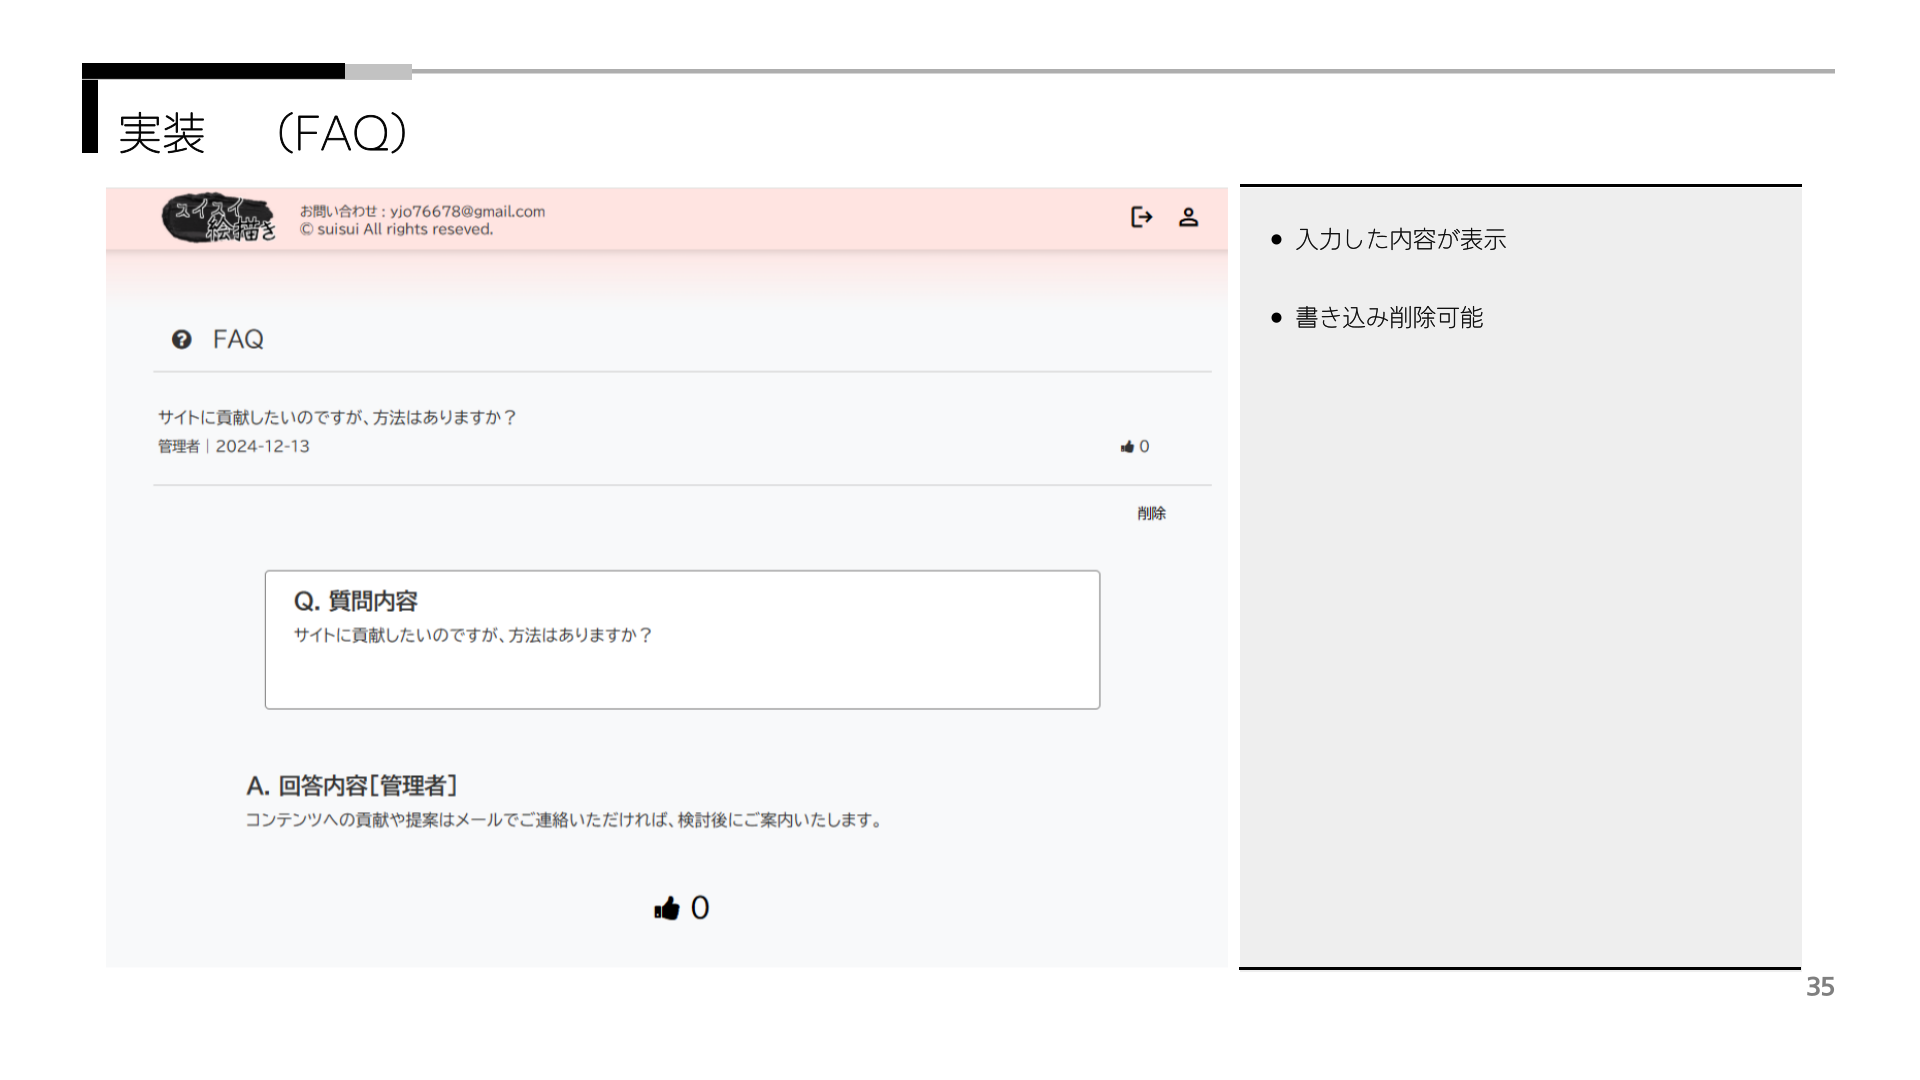 実装 （FAQ）
スイスイ
絵描き
お問い合わせ : yjo76678@gmail.com
© suisui All rights reseved.
FAQ
サイトに貢献したいのですが、方法はありますか？
管理者 | 2024-12-13
0
削除
Q. 質問内容
サイトに貢献したいのですが、方法はありますか？
A. 回答内容[管理者]
コンテンツへの貢献や提案はメールでご連絡いただければ、検討後にご案内いたします。
0
● 入力した内容が表示
● 書き込み削除可能
35